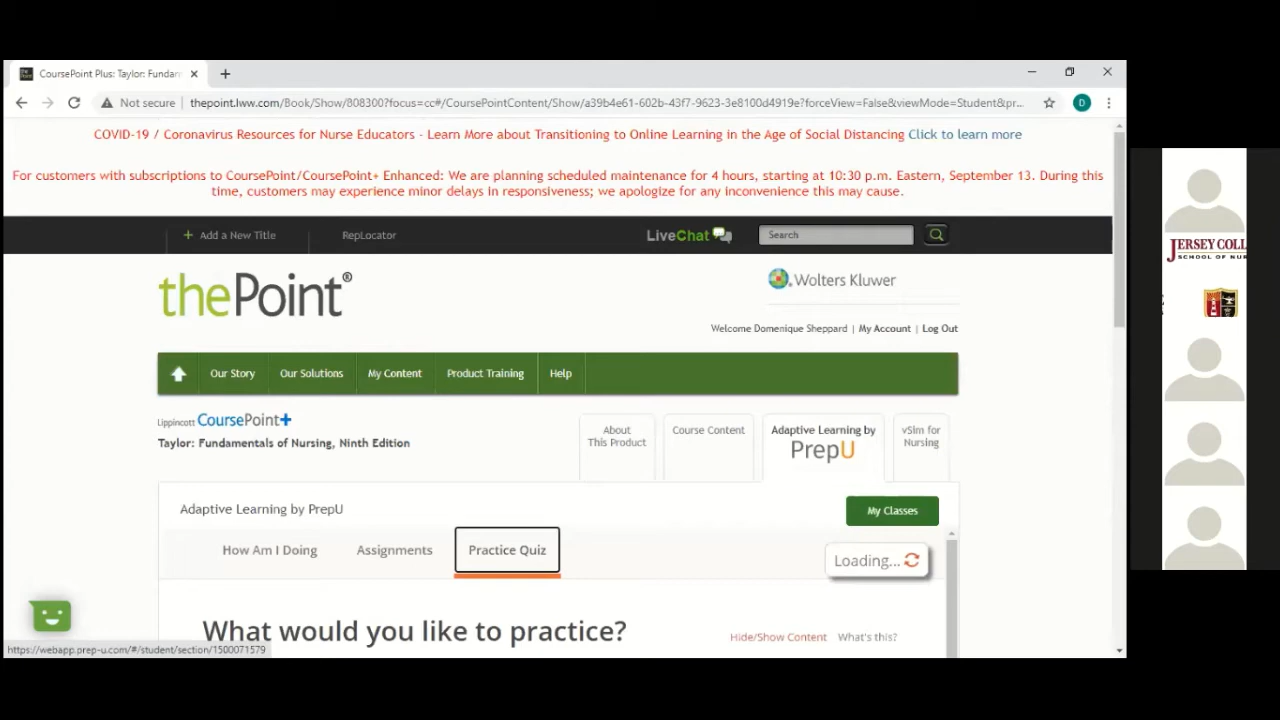 CoursePoint Plus: Taylor: Fundam
Not secure | thepoint.lww.com/Book/Show/808300?focus=cc#/CoursePointContent/Show/a39b4e61-602b-43f7-9623-3e8100d4919e?forceView=False&viewMode=Student&pr...
D
COVID-19 / Coronavirus Resources for Nurse Educators - Learn More about Transitioning to Online Learning in the Age of Social Distancing Click to learn more
For customers with subscriptions to CoursePoint/CoursePoint+ Enhanced: We are planning scheduled maintenance for 4 hours, starting at 10:30 p.m. Eastern, September 13. During this
time, customers may experience minor delays in responsiveness; we apologize for any inconvenience this may cause.
+ Add a New Title RepLocator LiveChat Search
thePoint®
Wolters Kluwer
Welcome Domenique Sheppard | My Account | Log Out
Our Story Our Solutions My Content Product Training Help
Lippincott CoursePoint+
Taylor: Fundamentals of Nursing, Ninth Edition
About
This Product
Course Content
Adaptive Learning by
PrepU
vSim for
Nursing
Adaptive Learning by PrepU
My Classes
How Am I Doing Assignments Practice Quiz
Loading...
What would you like to practice?
Hide/Show Content What's this?
https://webapp.prep-u.com/#/student/section/1500071579
JERSEY COLL
SCHOOL OF NUR